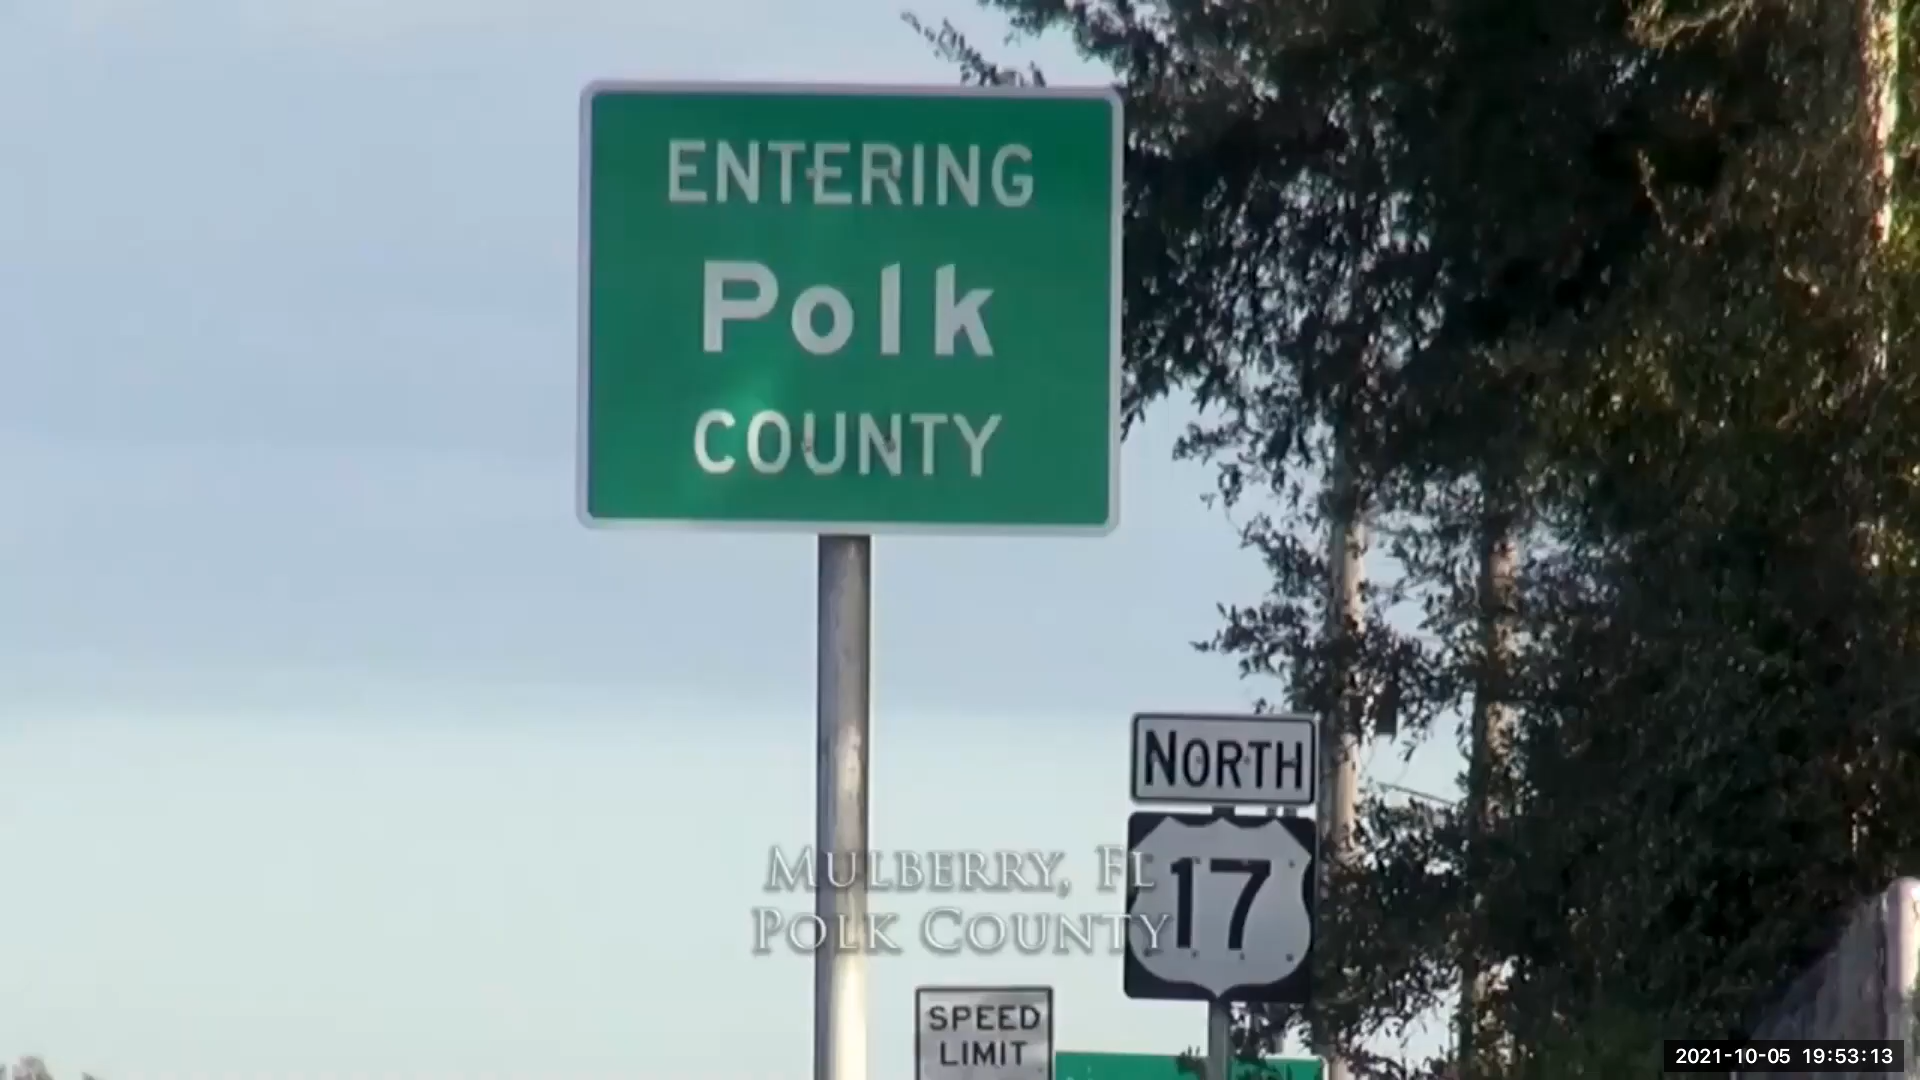 ENTERING
Polk
COUNTY
NORTH
17
MULBERRY, FL
POLK COUNTY
SPEED
LIMIT
2021-10-05 19:53:13